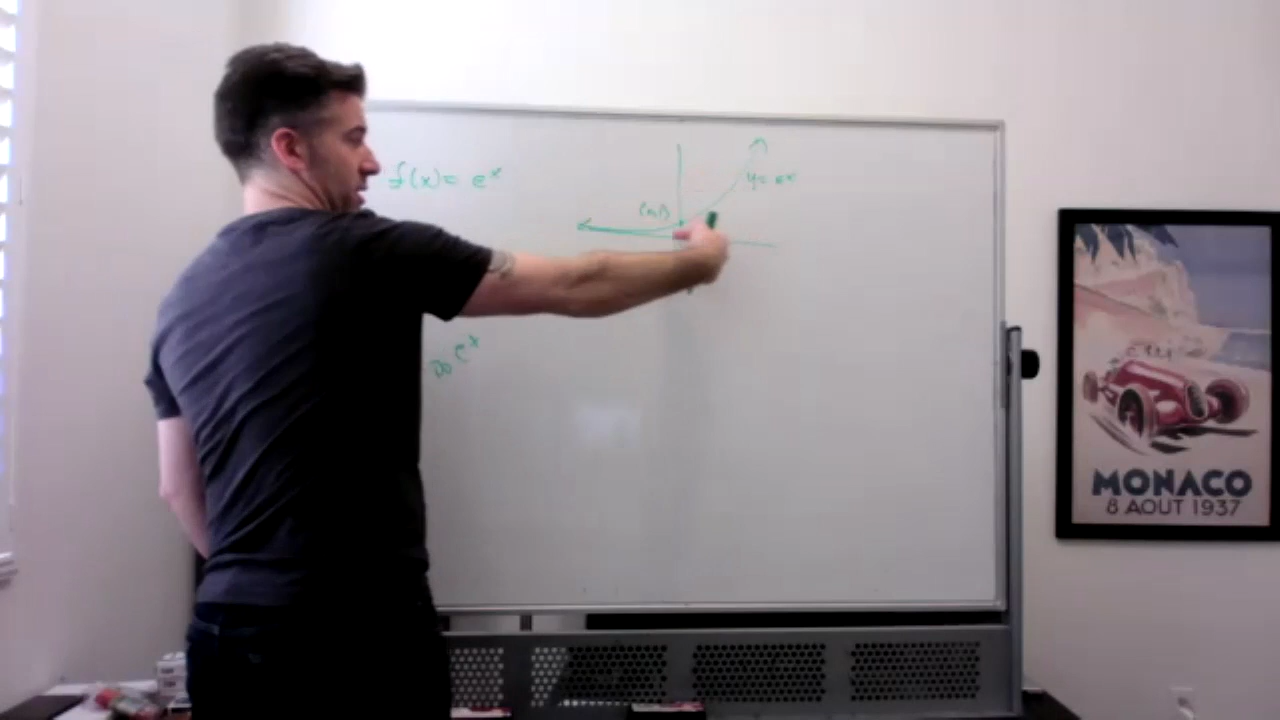 f(x) = e^x
y = e^x
(0,1)
e^x
MONACO
8 AOUT 1937